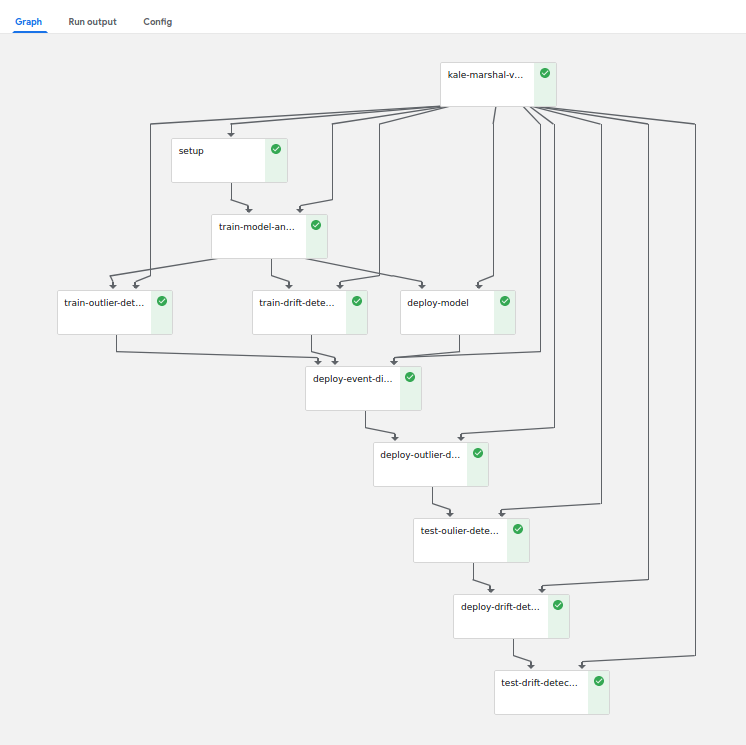 Graph Run output Config
kale-marshal-v...
setup
train-model-an...
train-outlier-det...
train-drift-dete...
deploy-model
deploy-event-di...
deploy-outlier-d...
test-oulier-dete...
deploy-drift-det...
test-drift-detec...